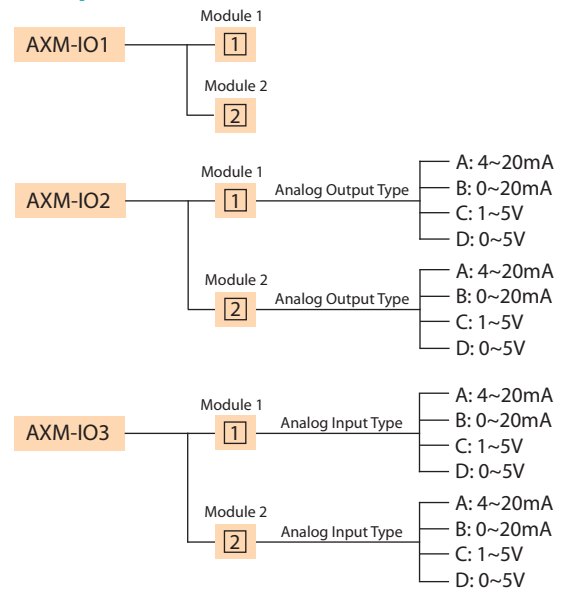 Module 1
AXM-IO1
1
Module 2
2
Module 1
AXM-IO2
1
Analog Output Type
A: 4~20mA
B: 0~20mA
C: 1~5V
D: 0~5V
Module 2
2
Analog Output Type
A: 4~20mA
B: 0~20mA
C: 1~5V
D: 0~5V
Module 1
AXM-IO3
1
Analog Input Type
A: 4~20mA
B: 0~20mA
C: 1~5V
D: 0~5V
Module 2
2
Analog Input Type
A: 4~20mA
B: 0~20mA
C: 1~5V
D: 0~5V